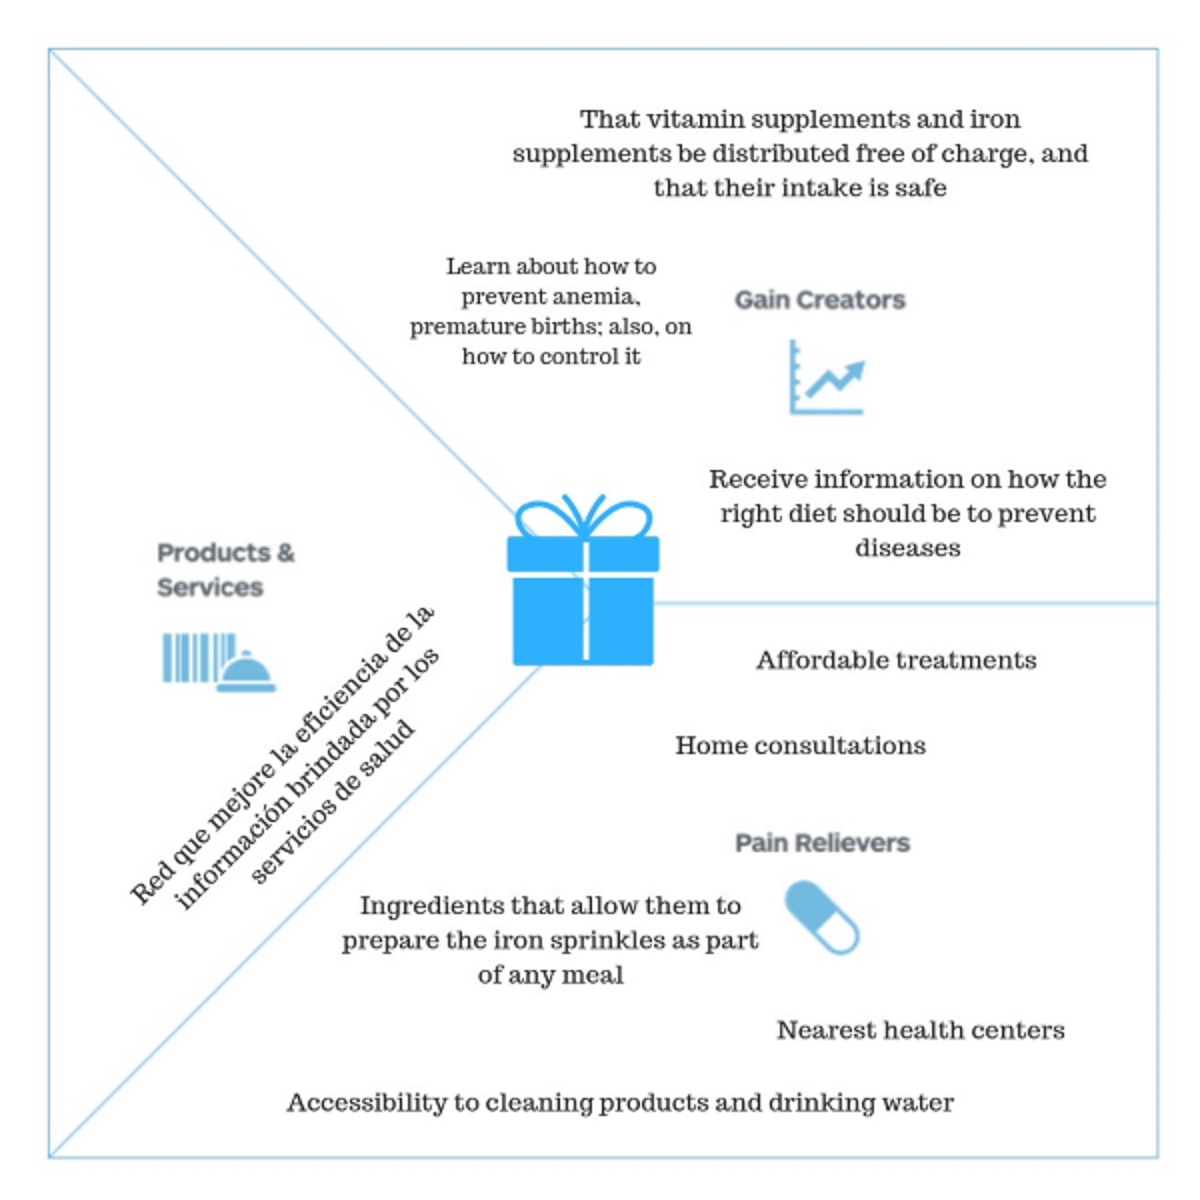 That vitamin supplements and iron
supplements be distributed free of charge, and
that their intake is safe
Learn about how to
prevent anemia,
premature births; also, on
how to control it
Gain Creators
Receive information on how the
right diet should be to prevent
diseases
Products &
Services
Red que mejore la eficiencia de la
información brindada por los
servicios de salud
Affordable treatments
Home consultations
Pain Relievers
Ingredients that allow them to
prepare the iron sprinkles as part
of any meal
Nearest health centers
Accessibility to cleaning products and drinking water